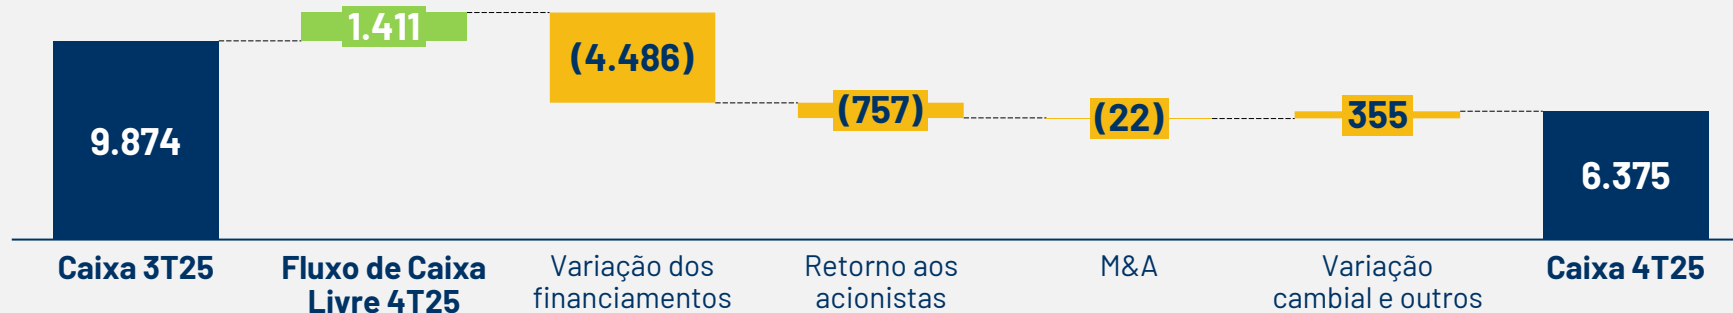 1.411
(4.486)
(757)
(22)
355
9.874
6.375
Caixa 3T25
Fluxo de Caixa
Livre 4T25
Variação dos
financiamentos
Retorno aos
acionistas
M&A
Variação
cambial e outros
Caixa 4T25